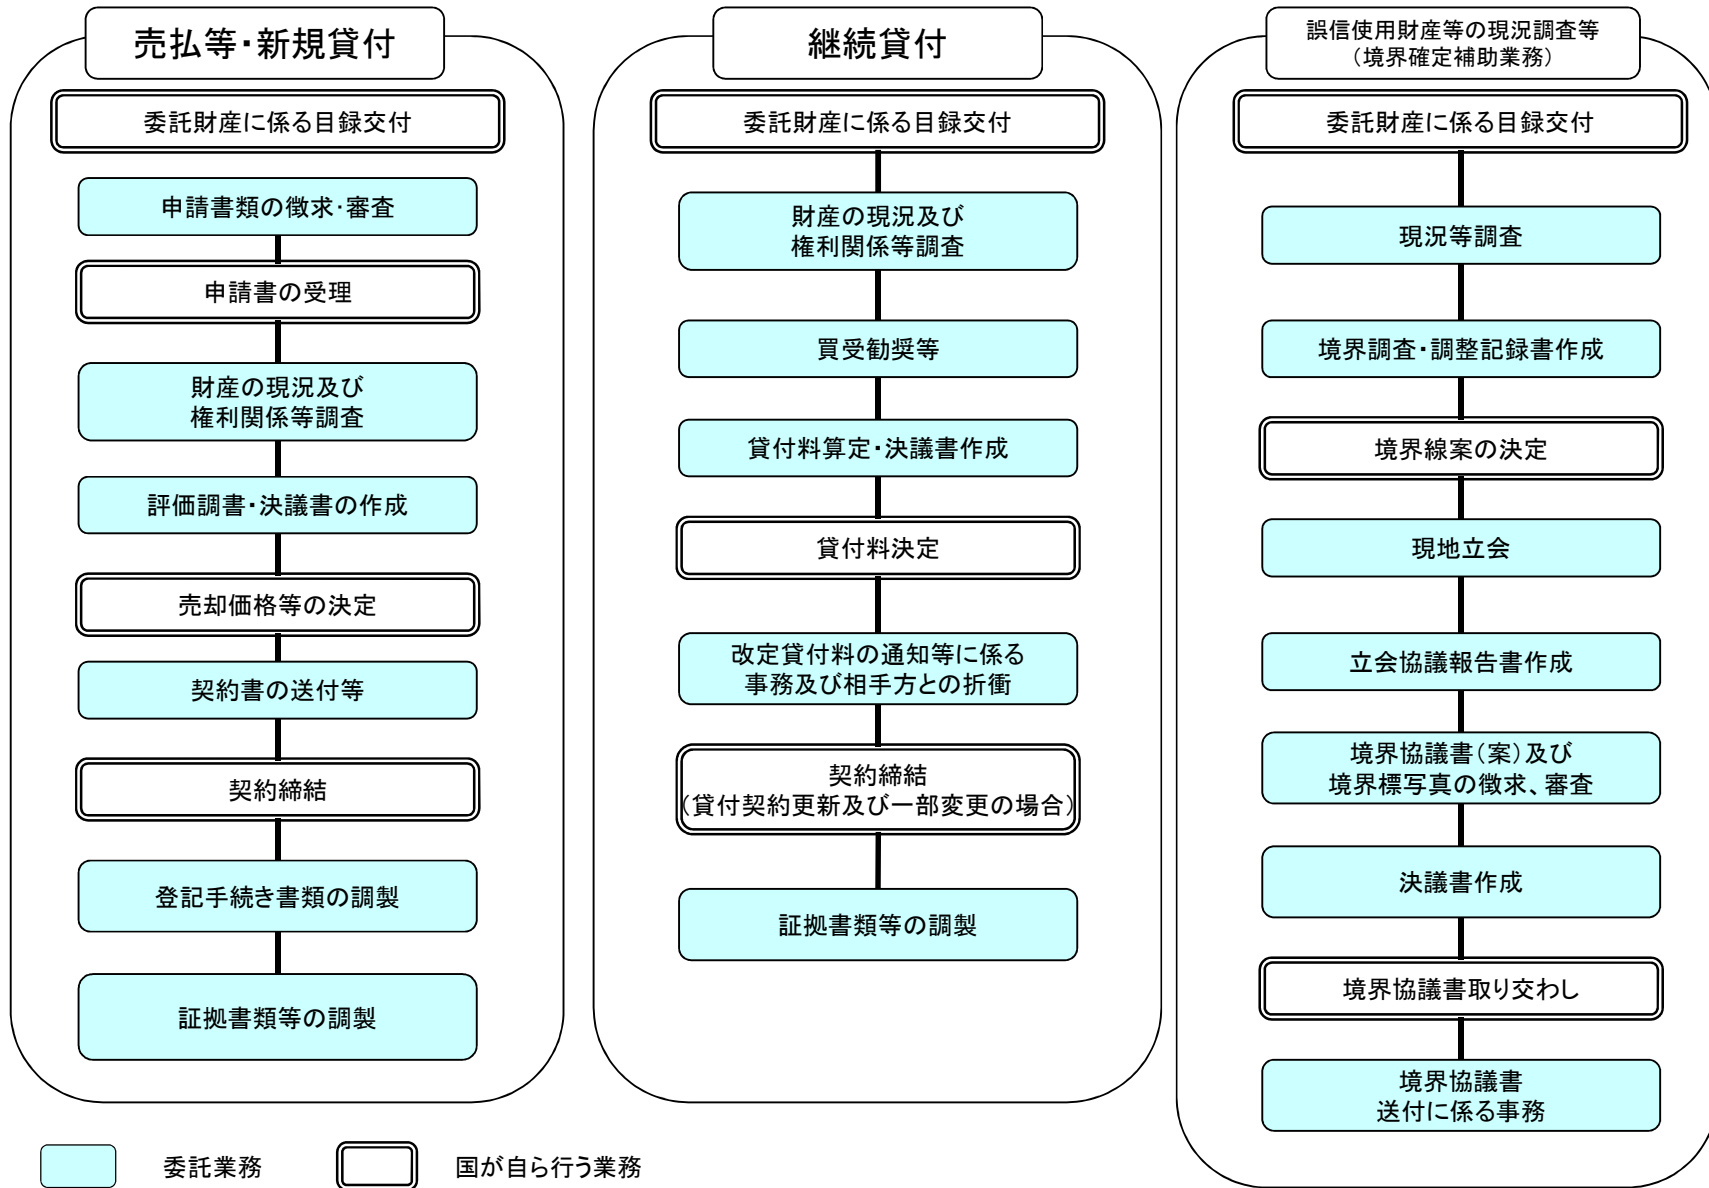 売払等・新規貸付
委託財産に係る目録交付
申請書類の徴求・審査
申請書の受理
財産の現況及び
権利関係等調査
評価調書・決議書の作成
売却価格等の決定
契約書の送付等
契約締結
登記手続き書類の調製
証拠書類等の調製
継続貸付
委託財産に係る目録交付
財産の現況及び
権利関係等調査
買受勧奨等
貸付料算定・決議書作成
貸付料決定
改定貸付料の通知等に係る
事務及び相手方との折衝
契約締結
(貸付契約更新及び一部変更の場合)
証拠書類等の調製
誤信使用財産等の現況調査等
(境界確定補助業務)
委託財産に係る目録交付
現況等調査
境界調査・調整記録書作成
境界線案の決定
現地立会
立会協議報告書作成
境界協議書(案)及び
境界標写真の徴求、審査
決議書作成
境界協議書取り交わし
境界協議書
送付に係る事務
委託業務
国が自ら行う業務